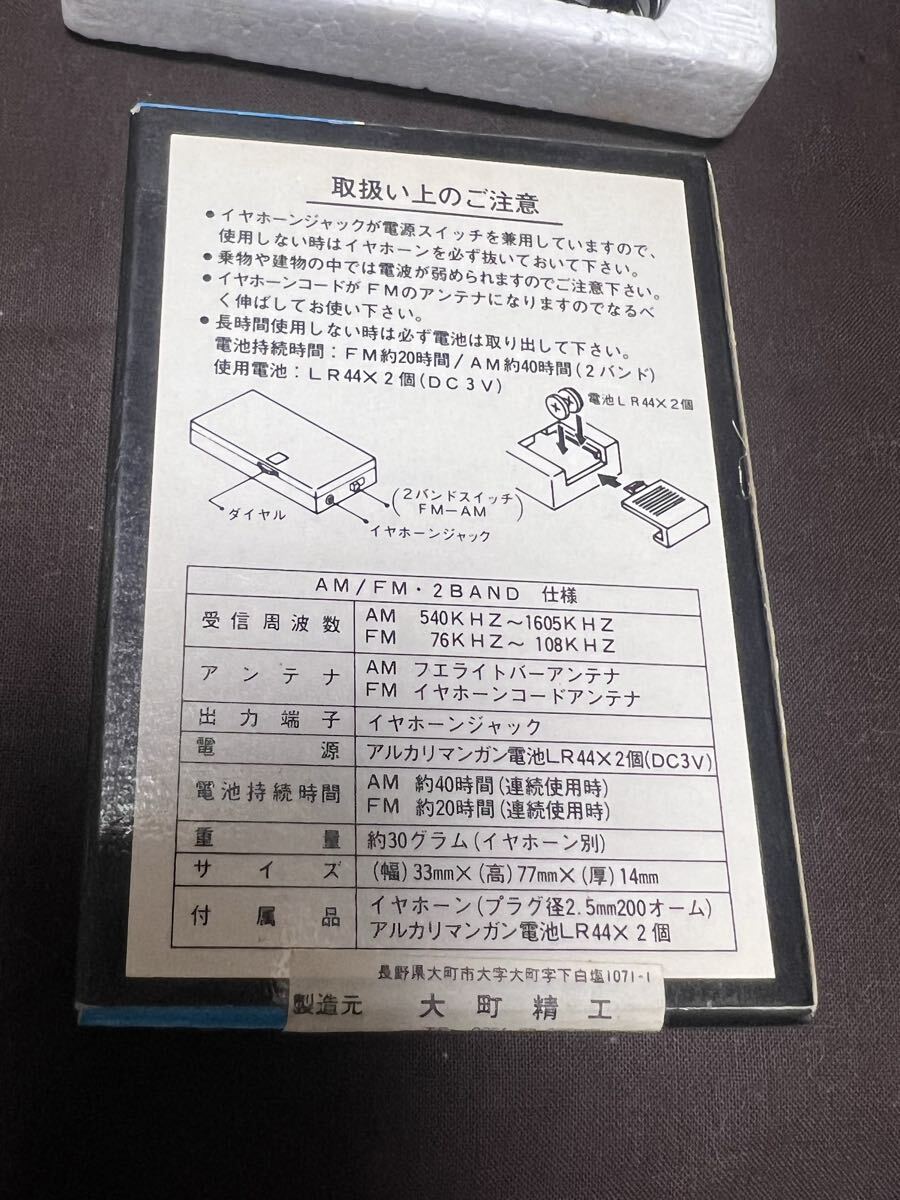 取扱い上のご注意
●イヤホーンジャックが電源スイッチを兼用していますので、
使用しない時はイヤホーンを必ず抜いておいて下さい。
●乗物や建物の中では電波が弱められますのでご注意下さい。
●イヤホーンコードがFMのアンテナになりますのでなるべ
く伸ばしてお使い下さい。
●長時間使用しない時は必ず電池は取り出して下さい。
電池持続時間：FM約20時間/AM約40時間(2バンド)
使用電池：LR44×2個(DC3V)
電池LR44×2個
ダイヤル
(2バンドスイッチ
FM-AM)
イヤホーンジャック
AM/FM・2BAND 仕様
受信周波数 AM 540KHZ～1605KHZ
FM 76KHZ～108KHZ
アンテナ AM フエライトバーアンテナ
FM イヤホーンコードアンテナ
出力端子 イヤホーンジャック
電源 アルカリマンガン電池LR44×2個(DC3V)
電池持続時間 AM 約40時間(連続使用時)
FM 約20時間(連続使用時)
重量 約30グラム(イヤホーン別)
サイズ (幅)33mm×(高)77mm×(厚)14mm
付属品 イヤホーン(プラグ径2.5mm200オーム)
アルカリマンガン電池LR44×2個
長野県大町市大字大町字下白塩1071-1
製造元 大町精工